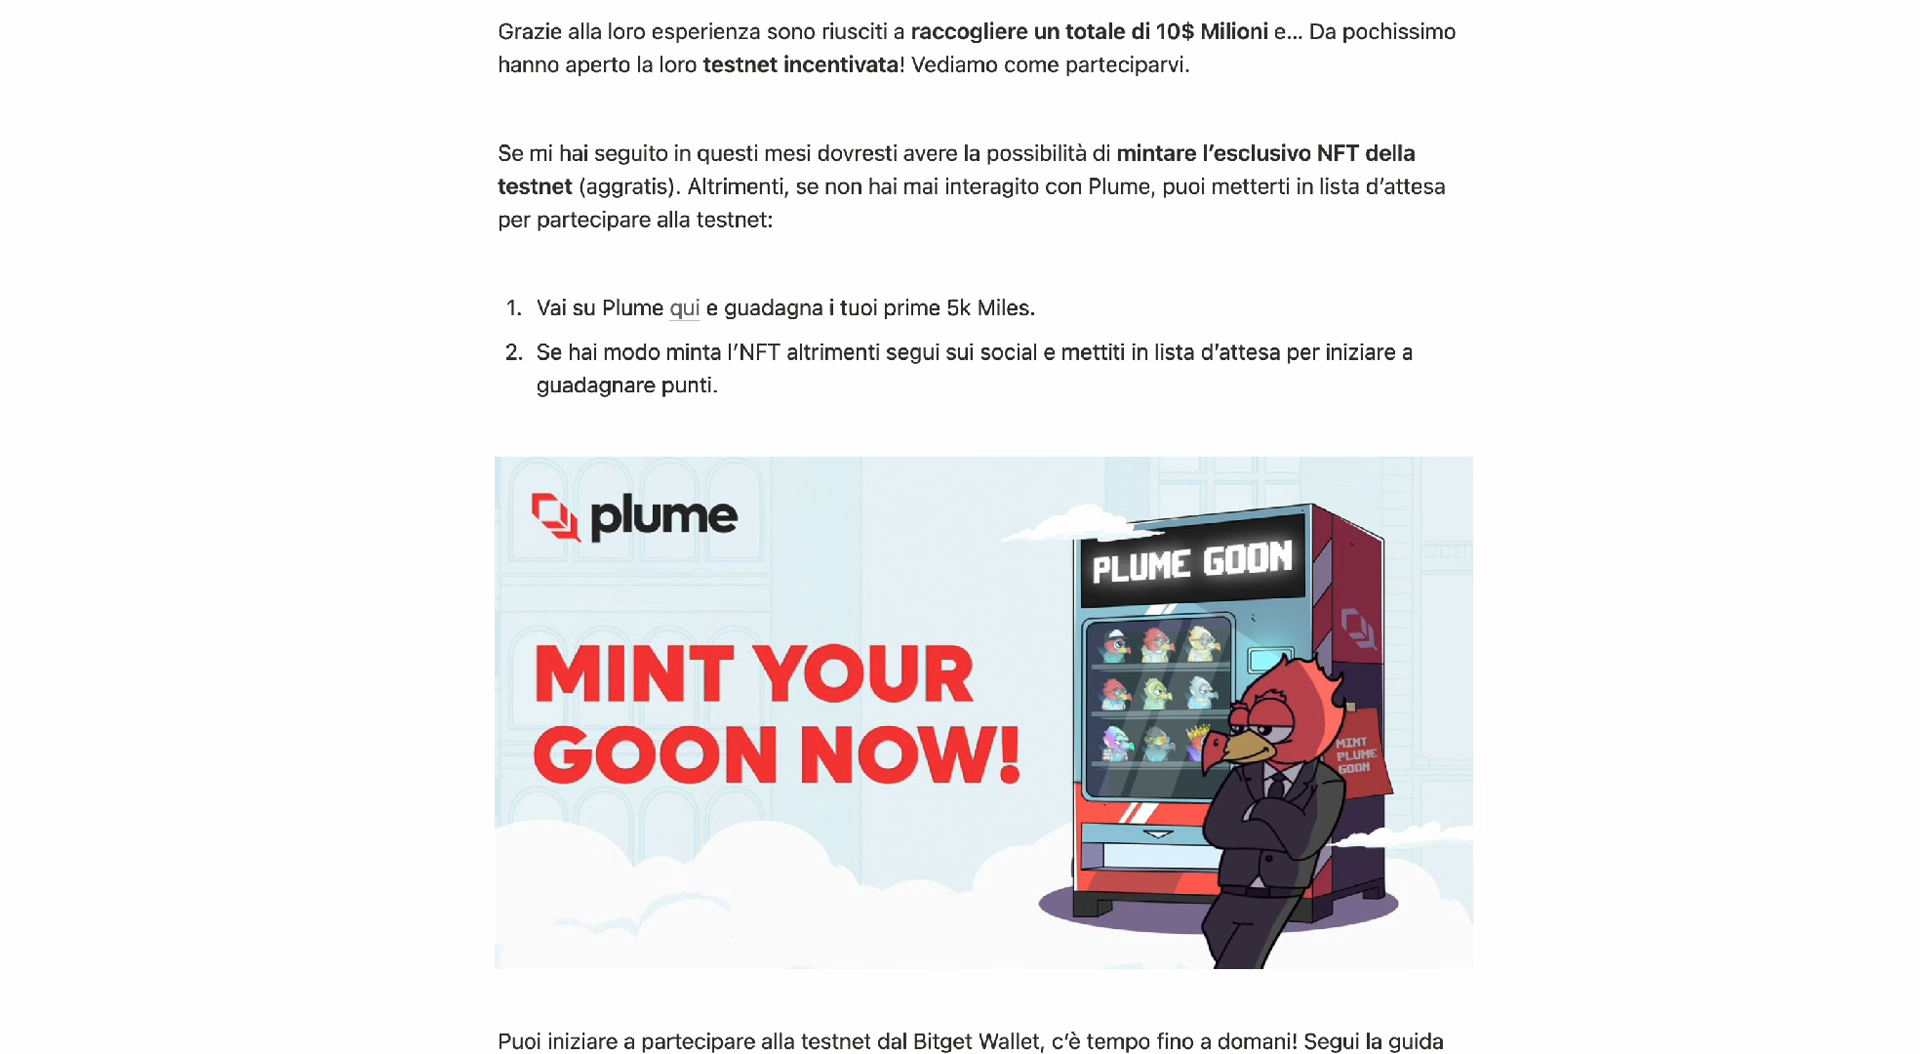 Grazie alla loro esperienza sono riusciti a raccogliere un totale di 10$ Milioni e... Da pochissimo
hanno aperto la loro testnet incentivata! Vediamo come parteciparvi.
Se mi hai seguito in questi mesi dovresti avere la possibilità di mintare l’esclusivo NFT della
testnet (aggratis). Altrimenti, se non hai mai interagito con Plume, puoi metterti in lista d’attesa
per partecipare alla testnet:
1. Vai su Plume qui e guadagna i tuoi prime 5k Miles.
2. Se hai modo minta l’NFT altrimenti segui sui social e mettiti in lista d’attesa per iniziare a
guadagnare punti.
plume
PLUME GOON
MINT YOUR
GOON NOW!
MINT
PLUME
GOON
Puoi iniziare a partecipare alla testnet dal Bitget Wallet, c’è tempo fino a domani! Segui la guida